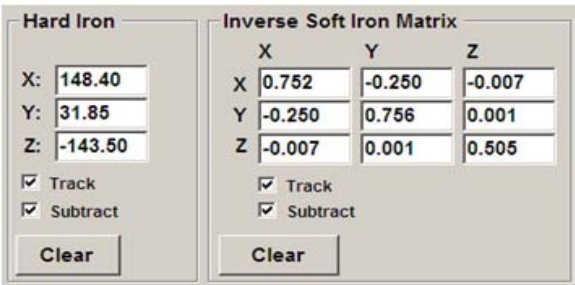 Hard Iron
X: 148.40
Y: 31.85
Z: -143.50
Track
Subtract
Clear
Inverse Soft Iron Matrix
X Y Z
X 0.752 -0.250 -0.007
Y -0.250 0.756 0.001
Z -0.007 0.001 0.505
Track
Subtract
Clear